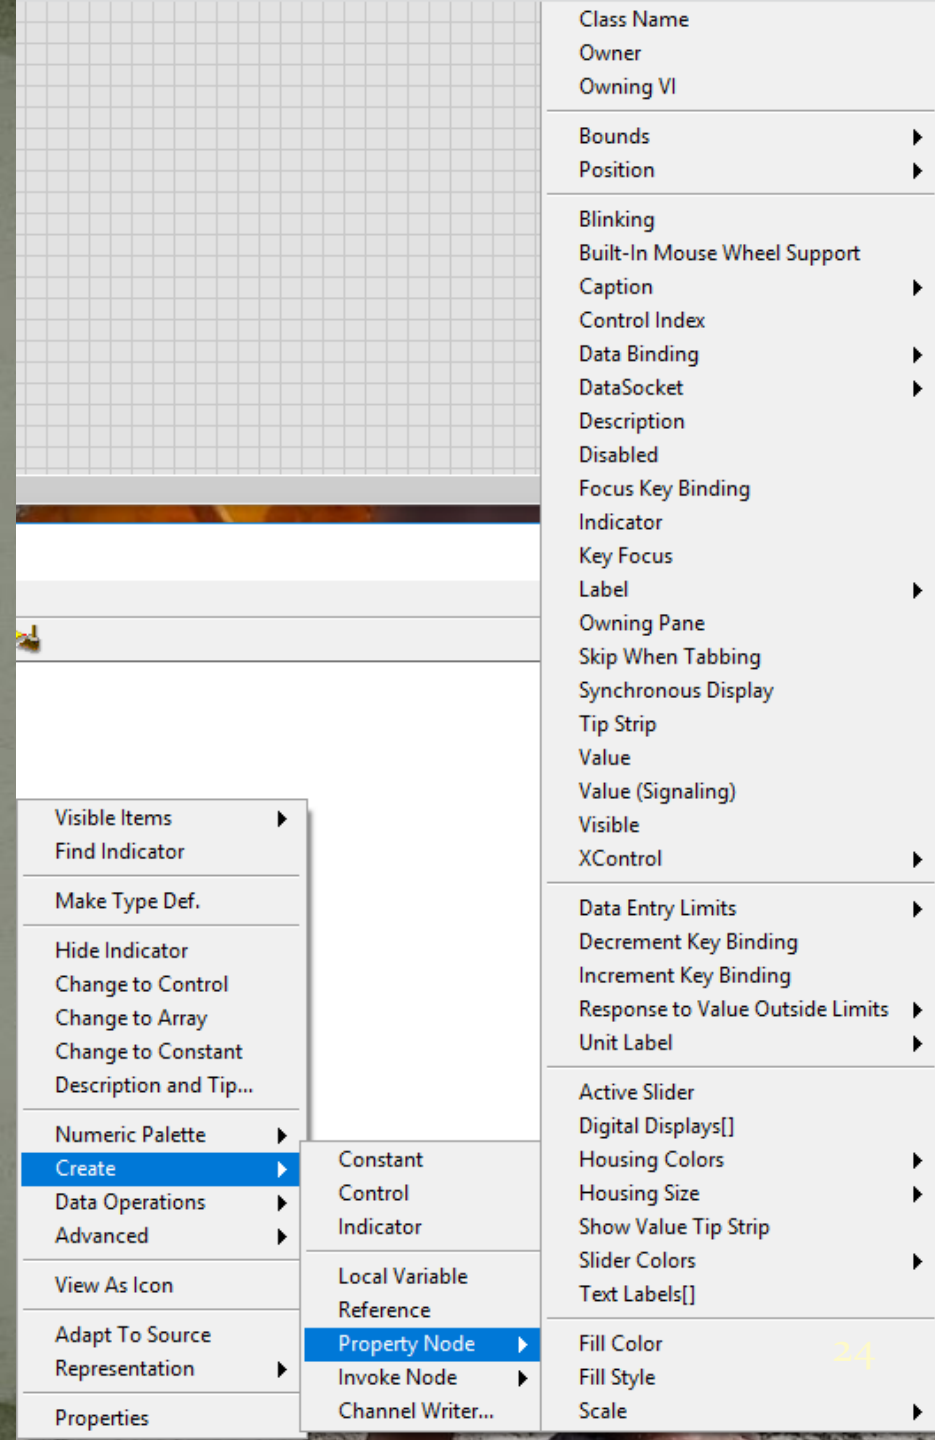 Class Name
Owner
Owning VI
Bounds
Position
Blinking
Built-In Mouse Wheel Support
Caption
Control Index
Data Binding
DataSocket
Description
Disabled
Focus Key Binding
Indicator
Key Focus
Label
Owning Pane
Skip When Tabbing
Synchronous Display
Tip Strip
Value
Value (Signaling)
Visible
XControl
Data Entry Limits
Decrement Key Binding
Increment Key Binding
Response to Value Outside Limits
Unit Label
Active Slider
Digital Displays[]
Housing Colors
Housing Size
Show Value Tip Strip
Slider Colors
Text Labels[]
Fill Color
Fill Style
Scale
Visible Items
Find Indicator
Make Type Def.
Hide Indicator
Change to Control
Change to Array
Change to Constant
Description and Tip...
Numeric Palette
Create
Data Operations
Advanced
View As Icon
Adapt To Source
Representation
Properties
Constant
Control
Indicator
Local Variable
Reference
Property Node
Invoke Node
Channel Writer...
24